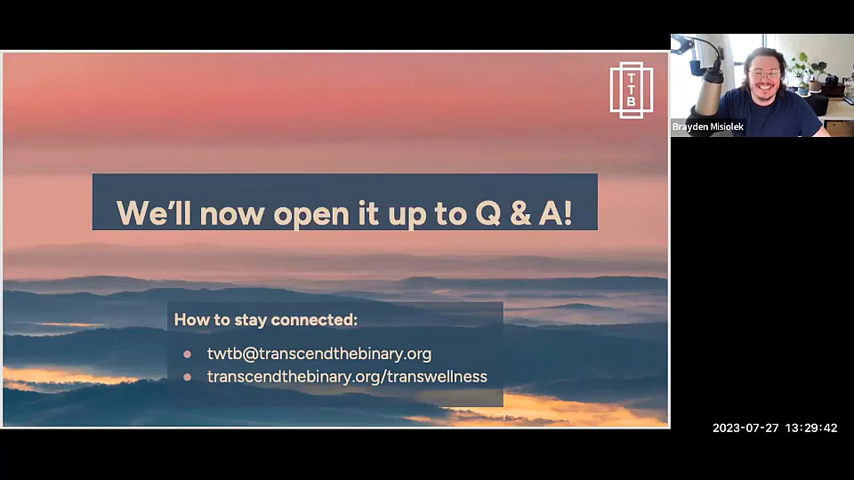 T
T
B
Brayden Misiolek
We'll now open it up to Q & A!
How to stay connected:
twtb@transcendthebinary.org
transcendthebinary.org/transwellness
2023-07-27 13:29:42